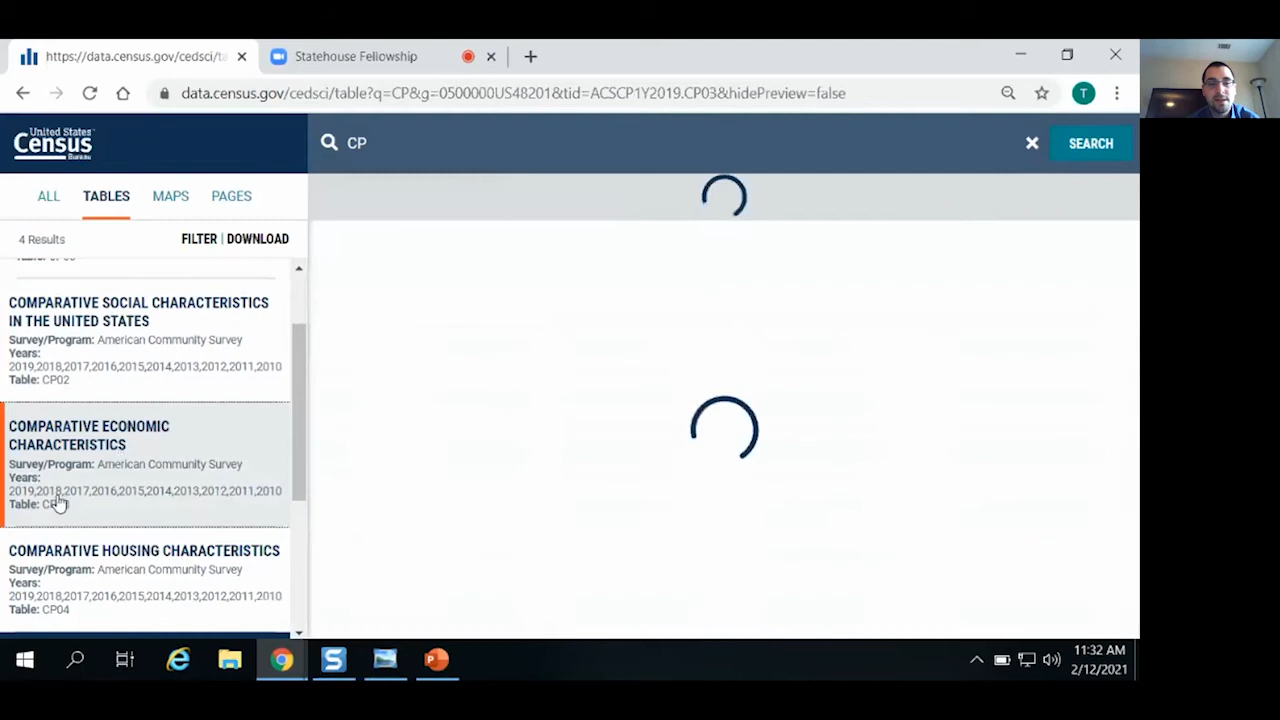 https://data.census.gov/cedsci/ta
Statehouse Fellowship
data.census.gov/cedsci/table?q=CP&g=0500000US48201&tid=ACSCP1Y2019.CP03&hidePreview=false
T
United States
Census
Bureau
CP
SEARCH
ALL
TABLES
MAPS
PAGES
4 Results
FILTER | DOWNLOAD
COMPARATIVE SOCIAL CHARACTERISTICS
IN THE UNITED STATES
Survey/Program: American Community Survey
Years:
2019,2018,2017,2016,2015,2014,2013,2012,2011,2010
Table: CP02
COMPARATIVE ECONOMIC
CHARACTERISTICS
Survey/Program: American Community Survey
Years:
2019,2018,2017,2016,2015,2014,2013,2012,2011,2010
Table:
COMPARATIVE HOUSING CHARACTERISTICS
Survey/Program: American Community Survey
Years:
2019,2018,2017,2016,2015,2014,2013,2012,2011,2010
Table: CP04
11:32 AM
2/12/2021